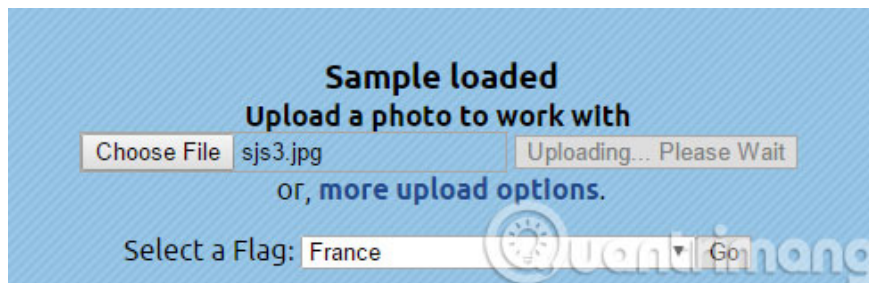 Sample loaded
Upload a photo to work with
Choose File sjs3.jpg Uploading... Please Wait
or, more upload options.
Select a Flag: France Go
Quantrimang